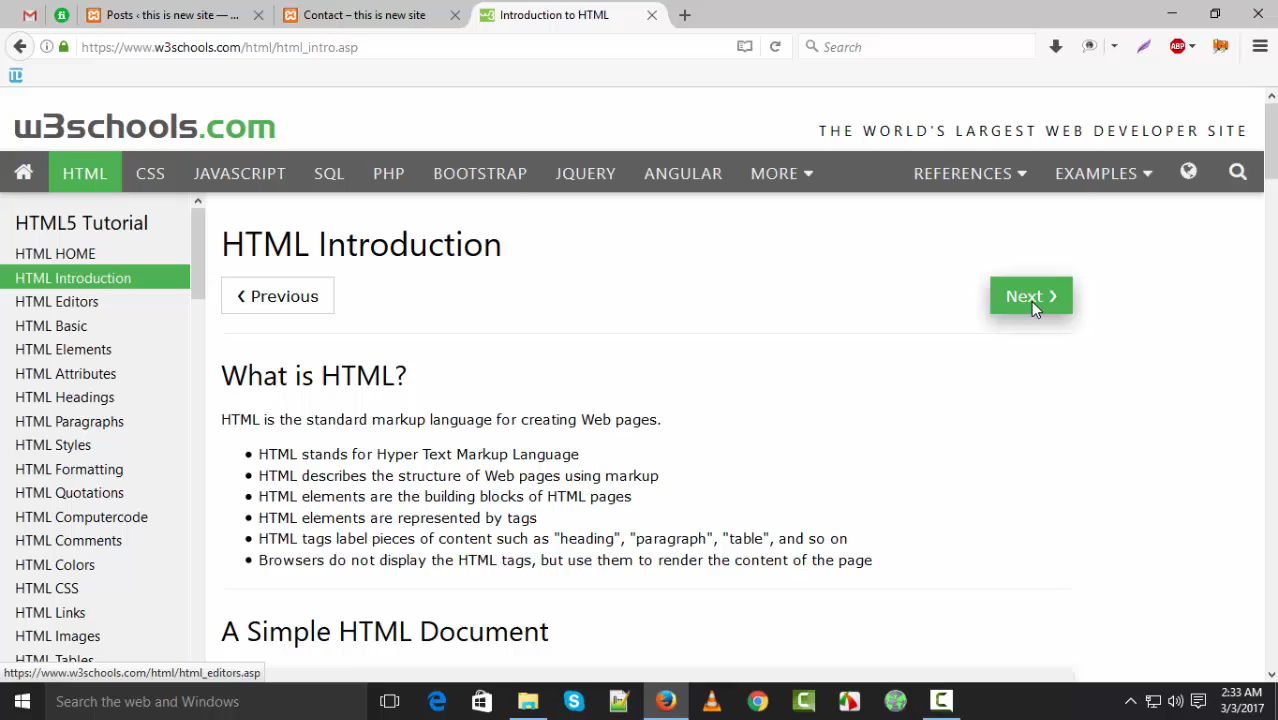 Posts ‹ this is new site — ...
Contact – this is new site
Introduction to HTML
https://www.w3schools.com/html/html_intro.asp
Search
ABP
TD
w3schools.com
THE WORLD'S LARGEST WEB DEVELOPER SITE
HTML CSS JAVASCRIPT SQL PHP BOOTSTRAP JQUERY ANGULAR MORE REFERENCES EXAMPLES
HTML5 Tutorial
HTML HOME
HTML Introduction
HTML Editors
HTML Basic
HTML Elements
HTML Attributes
HTML Headings
HTML Paragraphs
HTML Styles
HTML Formatting
HTML Quotations
HTML Computercode
HTML Comments
HTML Colors
HTML CSS
HTML Links
HTML Images
HTML Tables
HTML Introduction
❮ Previous
Next ❯
What is HTML?
HTML is the standard markup language for creating Web pages.
• HTML stands for Hyper Text Markup Language
• HTML describes the structure of Web pages using markup
• HTML elements are the building blocks of HTML pages
• HTML elements are represented by tags
• HTML tags label pieces of content such as "heading", "paragraph", "table", and so on
• Browsers do not display the HTML tags, but use them to render the content of the page
A Simple HTML Document
https://www.w3schools.com/html/html_editors.asp
Search the web and Windows
2:33 AM
3/3/2017